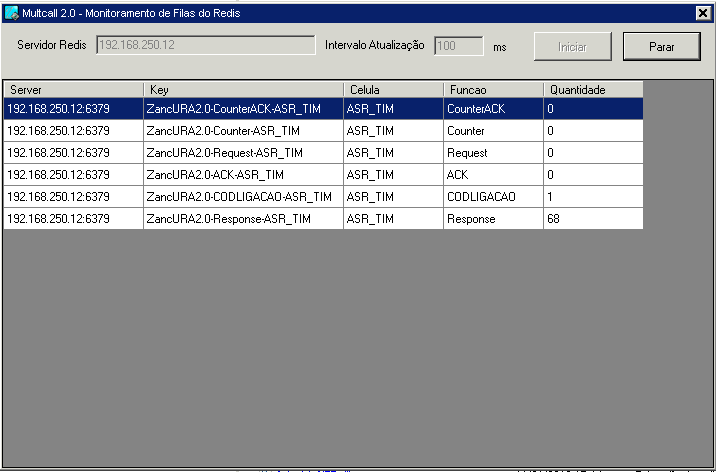 Multcall 2.0 - Monitoramento de Filas do Redis
Servidor Redis 192.168.250.12 Intervalo Atualização 100 ms Iniciar Parar
Server Key Celula Funcao Quantidade
192.168.250.12:6379 ZancURA2.0-CounterACK-ASR_TIM ASR_TIM CounterACK 0
192.168.250.12:6379 ZancURA2.0-Counter-ASR_TIM ASR_TIM Counter 0
192.168.250.12:6379 ZancURA2.0-Request-ASR_TIM ASR_TIM Request 0
192.168.250.12:6379 ZancURA2.0-ACK-ASR_TIM ASR_TIM ACK 0
192.168.250.12:6379 ZancURA2.0-CODLIGACAO-ASR_TIM ASR_TIM CODLIGACAO 1
192.168.250.12:6379 ZancURA2.0-Response-ASR_TIM ASR_TIM Response 68